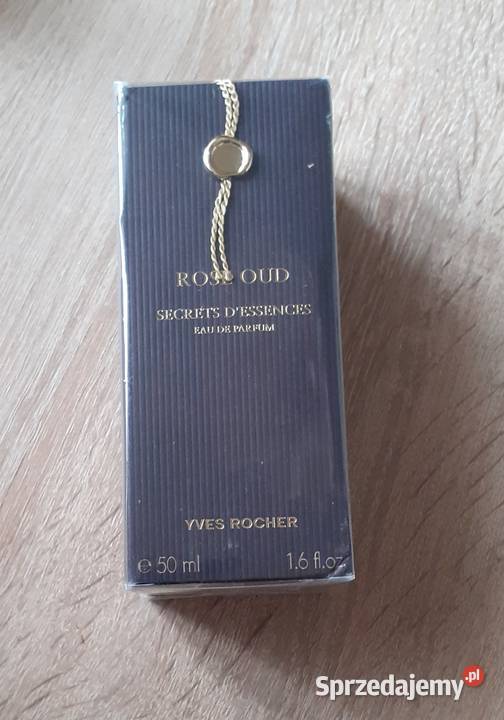 ROSE OUD
SECRETS D'ESSENCES
EAU DE PARFUM
YVES ROCHER
℮ 50 ml 1.6 fl.oz.
Sprzedajemy.pl